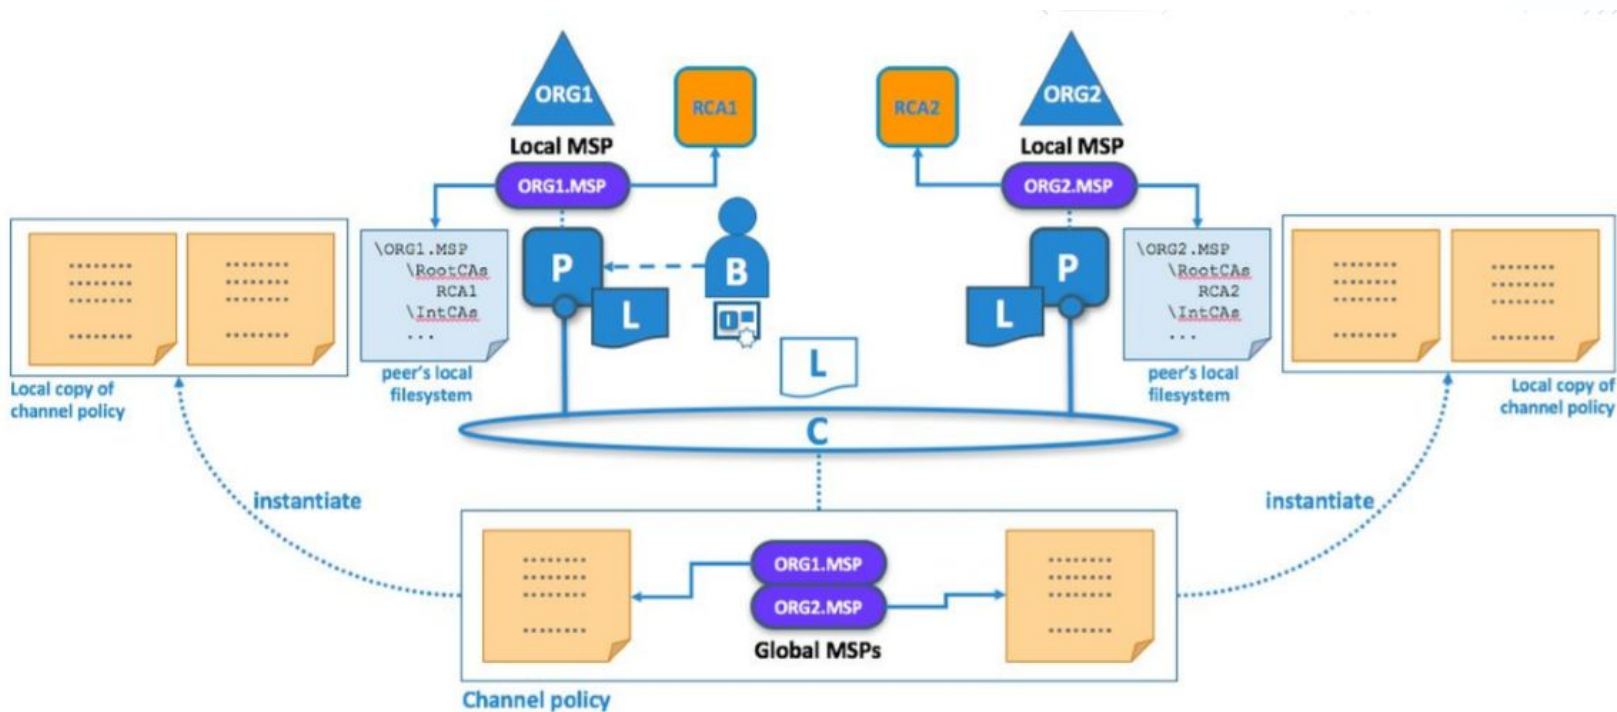 ORG1
RCA1
Local MSP
ORG1.MSP
RCA2
ORG2
Local MSP
ORG2.MSP
Local copy of
channel policy
\ORG1.MSP
\RootCAs
RCA1
\IntCAs
...
peer's local
filesystem
P
L
B
L
P
L
\ORG2.MSP
\RootCAs
RCA2
\IntCAs
...
peer's local
filesystem
Local copy of
channel policy
C
instantiate
instantiate
ORG1.MSP
ORG2.MSP
Global MSPs
Channel policy